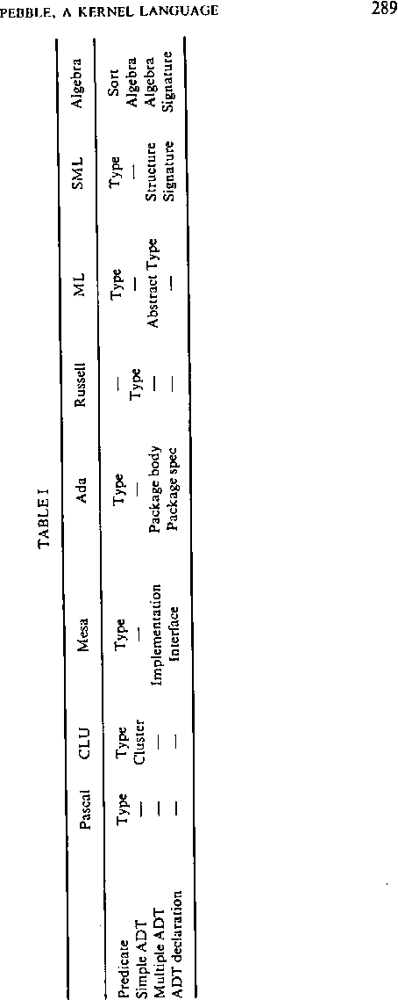 PEBBLE, A KERNEL LANGUAGE 289
TABLE I
Pascal CLU Mesa Ada Russell ML SML Algebra
Predicate Type Type Type Type — Type Type Sort
Simple ADT — Cluster — — Type — — Algebra
Multiple ADT — — Implementation Package body — Abstract Type Structure Algebra
ADT declaration — — Interface Package spec — — Signature Signature